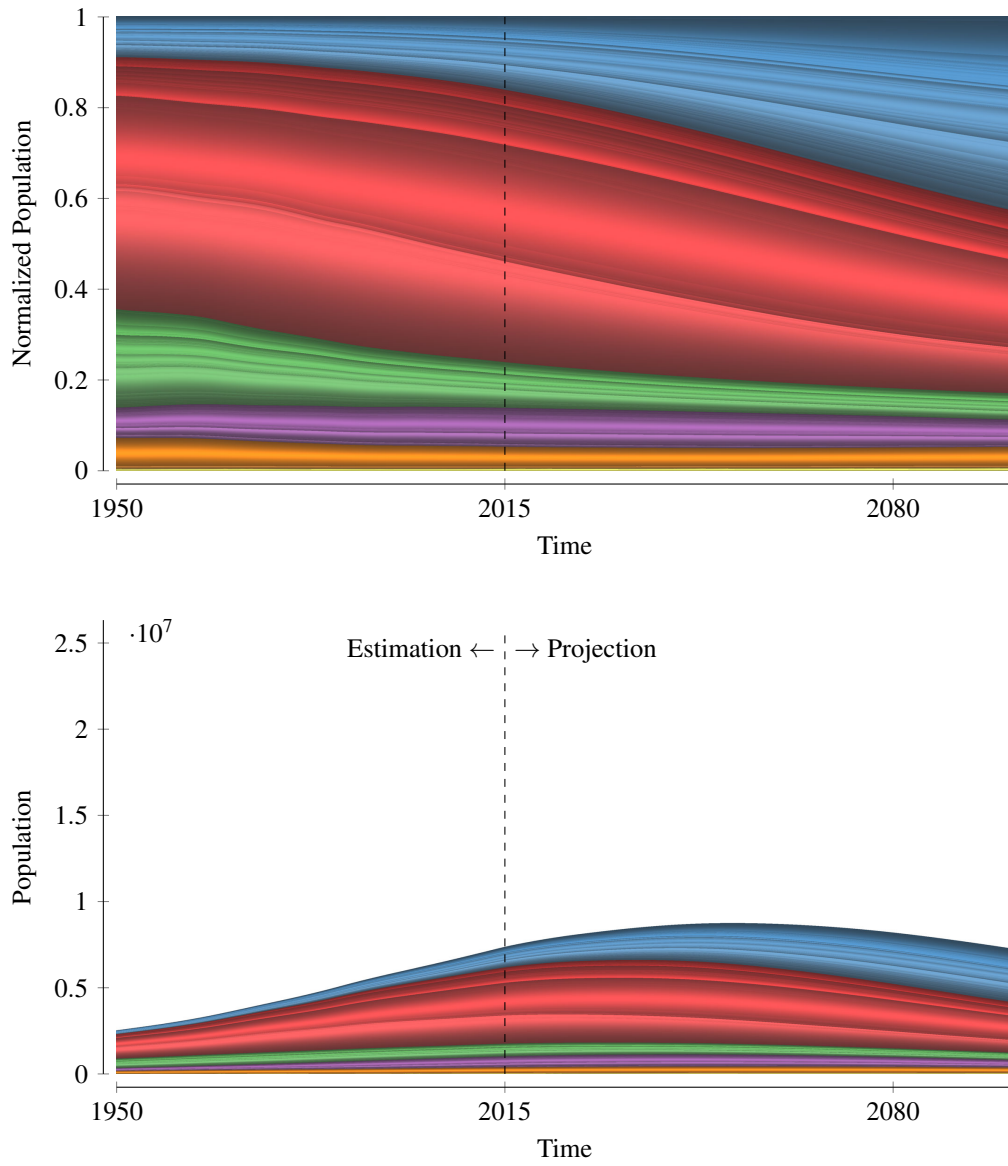 1
0.8
0.6
0.4
0.2
0
Normalized Population
1950 2015 2080
Time
·10⁷
2.5
2
1.5
1
0.5
0
Estimation ← → Projection
Population
1950 2015 2080
Time